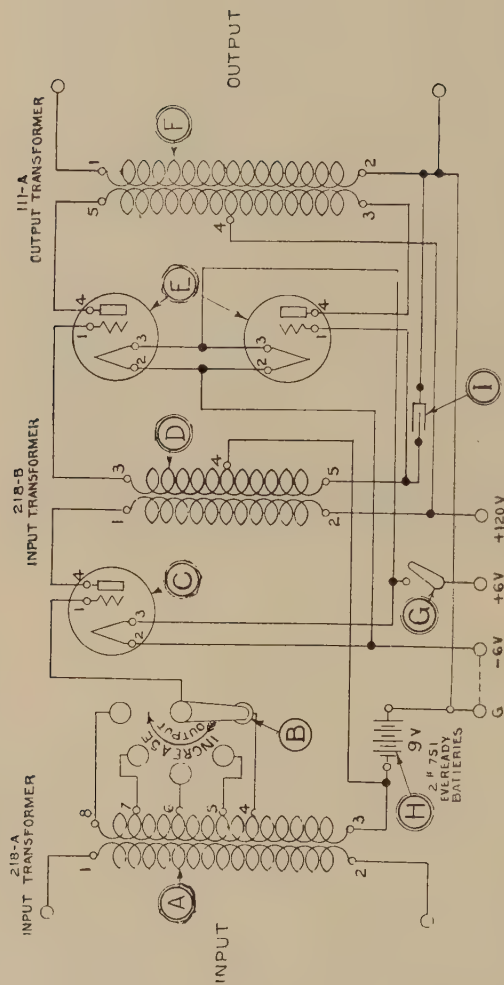 218-A
INPUT TRANSFORMER
218-B
INPUT TRANSFORMER
111-A
OUTPUT TRANSFORMER
INPUT
1
2
A
8
7
6
5
4
3
INCREASE
OUTPUT
B
1
4
2
3
C
1
2
D
3
4
5
1
4
2
3
E
2
3
1
4
5
4
3
F
1
2
OUTPUT
H
9V
2 # 751
EVEREADY
BATTERIES
G
I
G
-6V
+6V
+120V